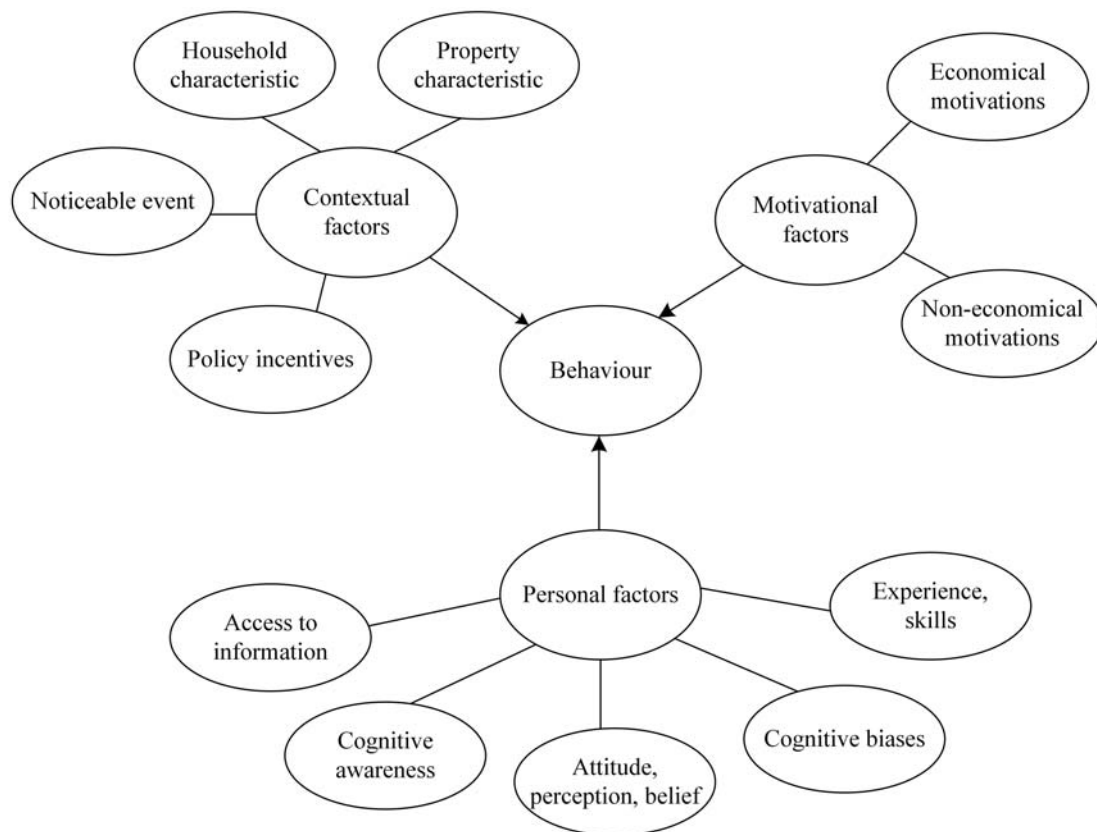 Household
characteristic
Property
characteristic
Economical
motivations
Noticeable event
Contextual
factors
Motivational
factors
Non-economical
motivations
Policy incentives
Behaviour
Personal factors
Experience,
skills
Access to
information
Cognitive
awareness
Attitude,
perception, belief
Cognitive biases